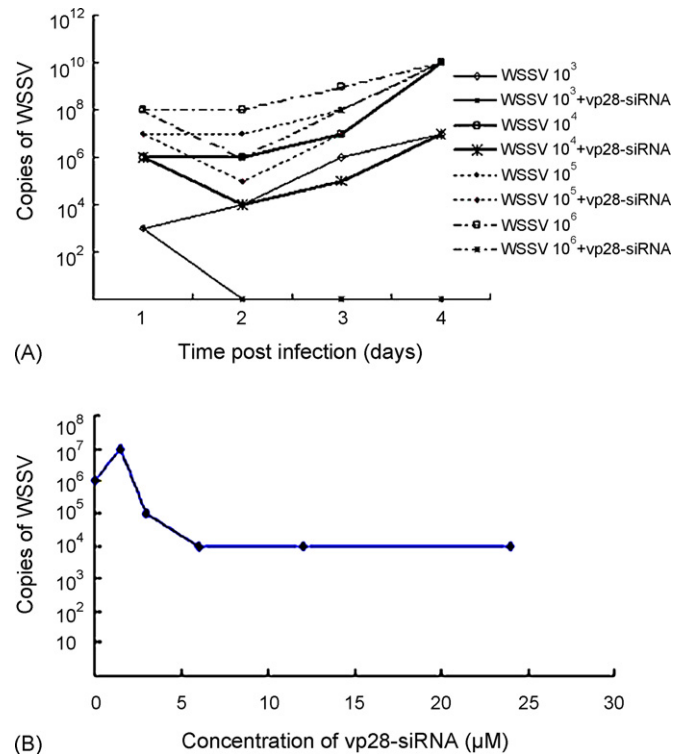 10^12
10^10
10^8
10^6
10^4
10^2
Copies of WSSV
1 2 3 4
Time post infection (days)
(A)
WSSV 10^3
WSSV 10^3+vp28-siRNA
WSSV 10^4
WSSV 10^4+vp28-siRNA
WSSV 10^5
WSSV 10^5+vp28-siRNA
WSSV 10^6
WSSV 10^6+vp28-siRNA
10^8
10^7
10^6
10^5
10^4
10^3
10^2
10
Copies of WSSV
0 5 10 15 20 25 30
Concentration of vp28-siRNA (μM)
(B)